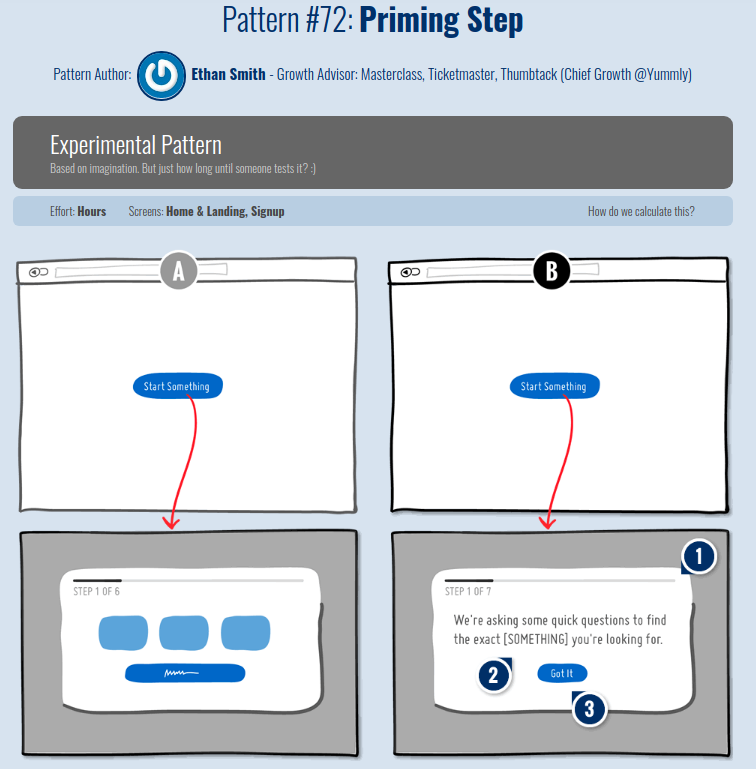 Pattern #72: Priming Step
Pattern Author: Ethan Smith - Growth Advisor: Masterclass, Ticketmaster, Thumbtack (Chief Growth @Yummly)
Experimental Pattern
Based on imagination. But just how long until someone tests it? :)
Effort: Hours Screens: Home & Landing, Signup How do we calculate this?
A
B
Start Something
Start Something
STEP 1 OF 6
1
STEP 1 OF 7
We're asking some quick questions to find
the exact [SOMETHING] you're looking for.
2
Got It
3